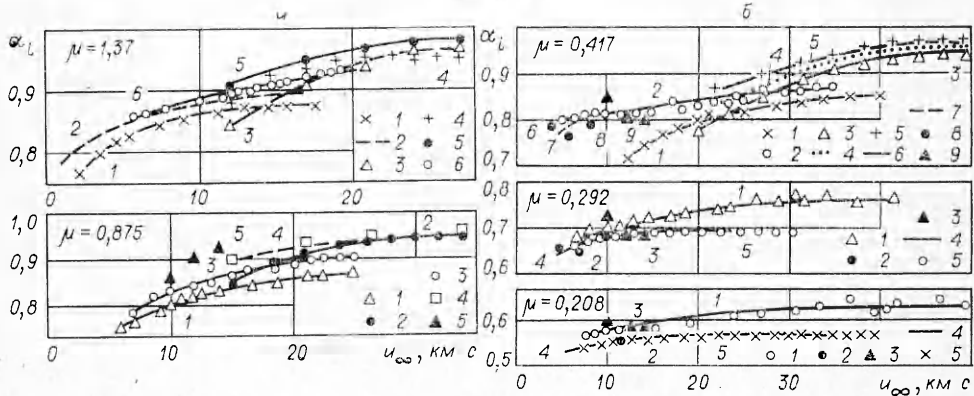 а б
α_i μ=1,37 5 4
0,9 6
2 3 × 1 + 4
0,8 1 – – 2 ● 5
△ 3 ○ 6
0 10 20
1,0 μ=0,875 5 4 2
0,9 3 ○ 3
0,8 1 △ 1 □ 4
● 2 ▲ 5
0 10 20 u∞, км с
α_i μ=0,417 4 5
0,9 2 1 3
0,8 – – 7
6 7 8 9 × 1 △ 3 + 5 ● 8
0,7 1 ○ 2 ···· 4 — 6 ▲ 9
0,8 μ=0,292 1 ▲ 3
0,7 △ 1 — 4
0,6 4 2 3 5 ● 2 ○ 5
μ=0,208 1
0,6 3 — 4
0,5 4 2 5 ○ 1 ● 2 ▲ 3 × 5
0 10 20 30 u∞, км с